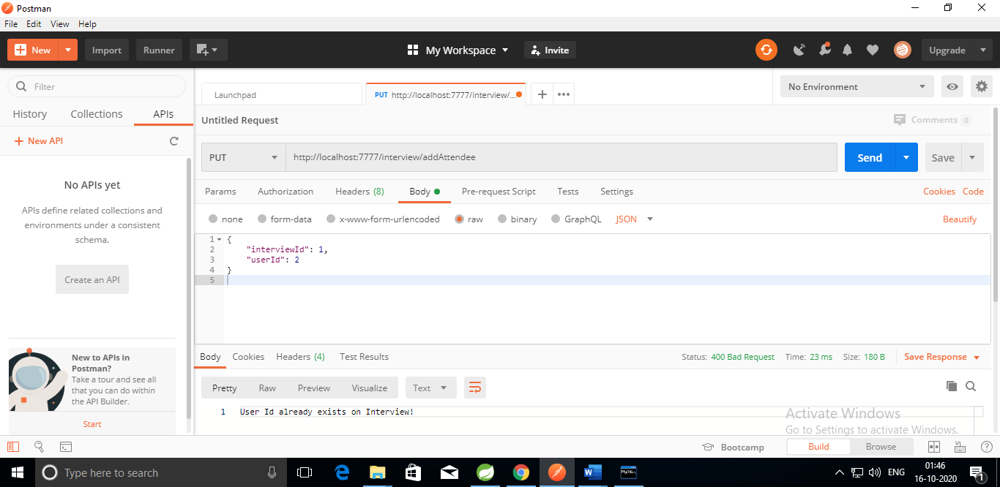 Postman
File Edit View Help
New Import Runner My Workspace Invite Upgrade
Filter
History Collections APIs
New API
No APIs yet
APIs define related collections and
environments under a consistent
schema.
Create an API
New to APIs in
Postman?
Take a tour and see all
that you can do within
the API Builder.
Start
Launchpad
PUT http://localhost:7777/interview/...
No Environment
Untitled Request
Comments 0
PUT http://localhost:7777/interview/addAttendee
Send Save
Params Authorization Headers (8) Body Pre-request Script Tests Settings Cookies Code
none form-data x-www-form-urlencoded raw binary GraphQL JSON Beautify
1 {
2 "interviewId": 1,
3 "userId": 2
4 }
5
Body Cookies Headers (4) Test Results Status: 400 Bad Request Time: 23 ms Size: 180 B Save Response
Pretty Raw Preview Visualize Text
1 User Id already exists on Interview!
Activate Windows
Go to Settings to activate Windows.
Bootcamp Build Browse
Type here to search
W
MySQL
ENG
01:46
16-10-2020
1